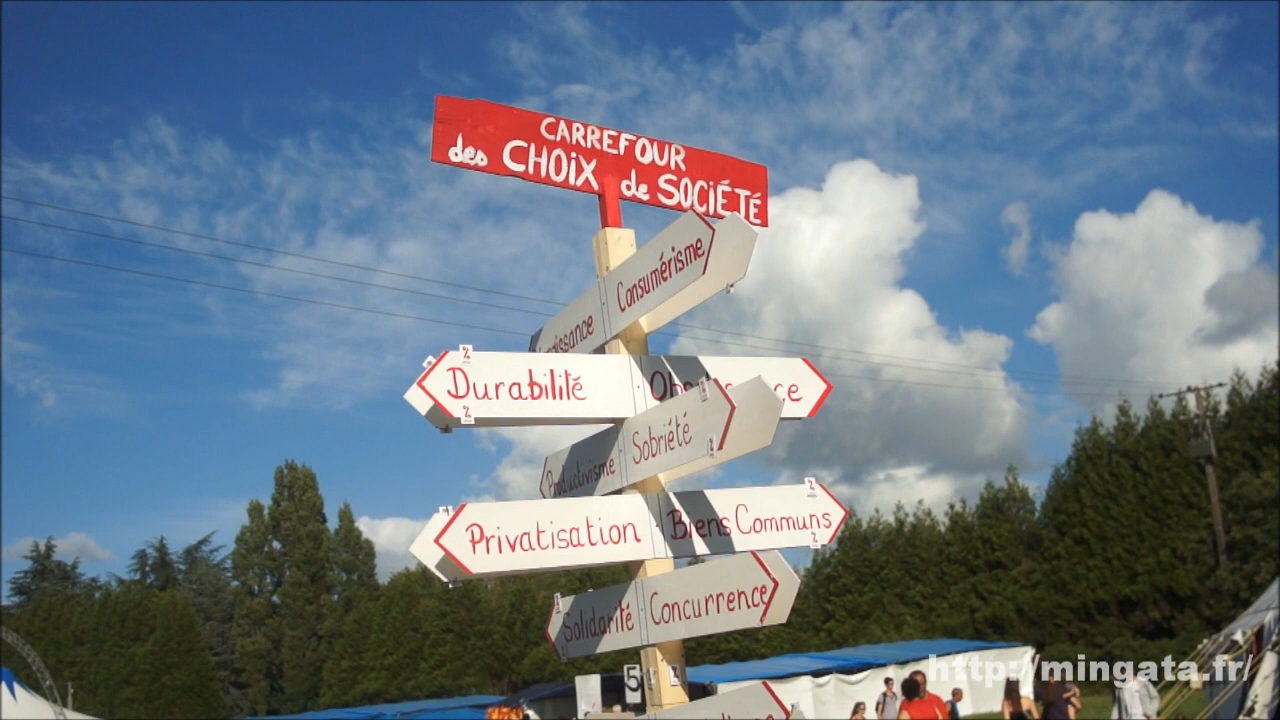 CARREFOUR
des CHOiX de SOCiÉTÉ
Consumérisme
Durabilité
Productivisme Sobriété
Privatisation Biens Communs
Solidarité Concurrence
5
http://mingata.fr/